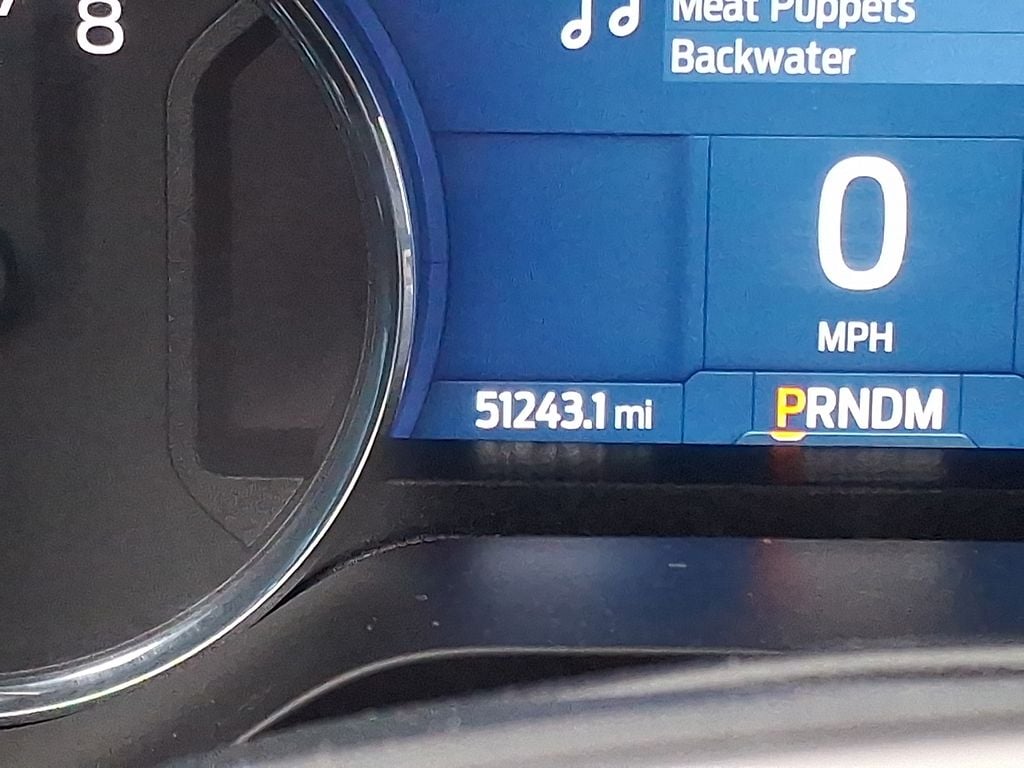 8
Meat Puppets
Backwater
0
MPH
51243.1 mi
PRNDM